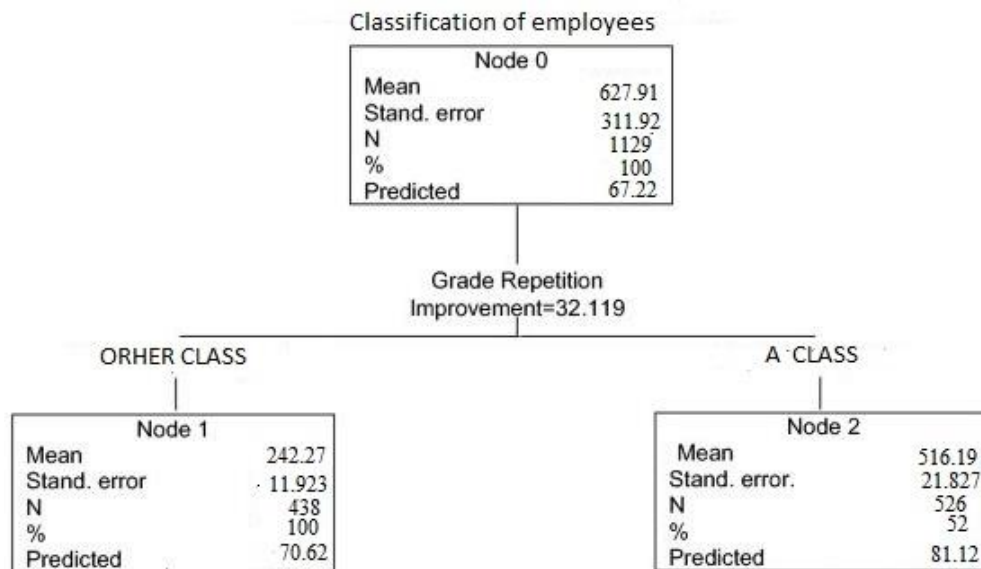 Classification of employees
Node 0
Mean 627.91
Stand. error 311.92
N 1129
% 100
Predicted 67.22
Grade Repetition
Improvement=32.119
ORHER CLASS
A CLASS
Node 1
Mean 242.27
Stand. error 11.923
N 438
% 100
Predicted 70.62
Node 2
Mean 516.19
Stand. error. 21.827
N 526
% 52
Predicted 81.12